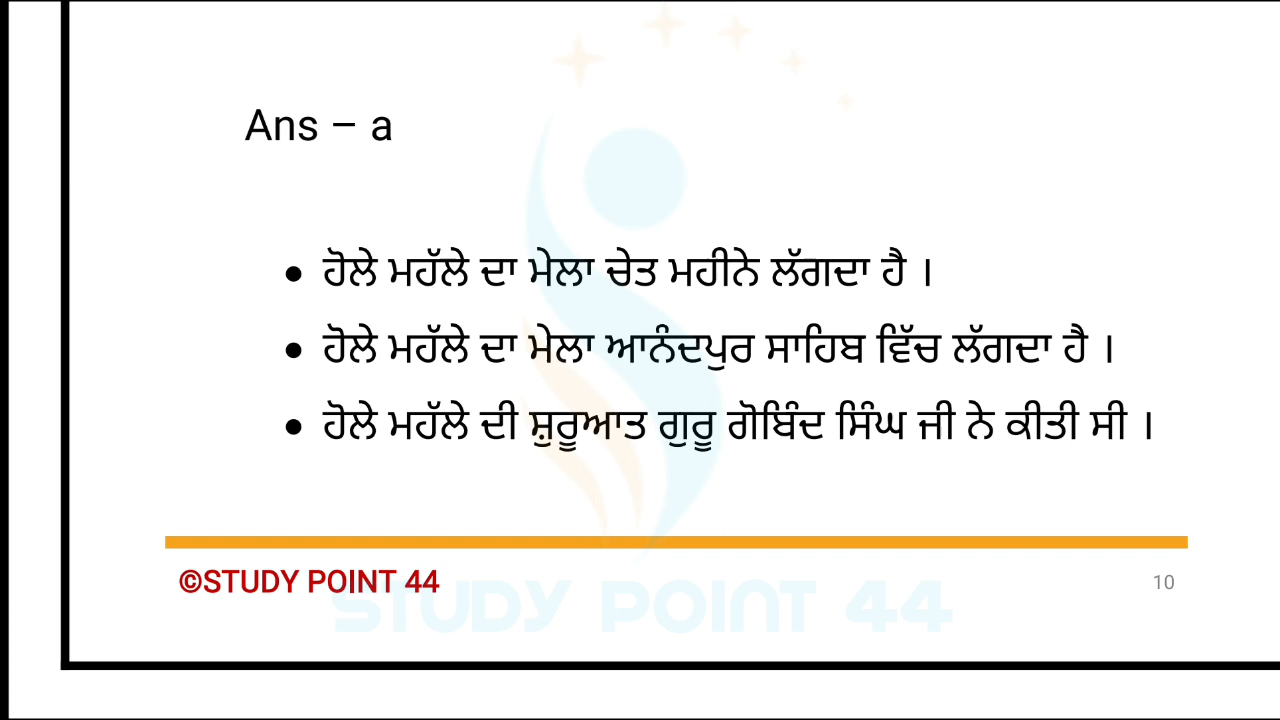 Ans – a
• ਹੋਲੇ ਮਹੱਲੇ ਦਾ ਮੇਲਾ ਚੇਤ ਮਹੀਨੇ ਲੱਗਦਾ ਹੈ ।
• ਹੋਲੇ ਮਹੱਲੇ ਦਾ ਮੇਲਾ ਆਨੰਦਪੁਰ ਸਾਹਿਬ ਵਿੱਚ ਲੱਗਦਾ ਹੈ ।
• ਹੋਲੇ ਮਹੱਲੇ ਦੀ ਸ਼ੁਰੂਆਤ ਗੁਰੂ ਗੋਬਿੰਦ ਸਿੰਘ ਜੀ ਨੇ ਕੀਤੀ ਸੀ ।
©STUDY POINT 44
10
STUDY POINT 44